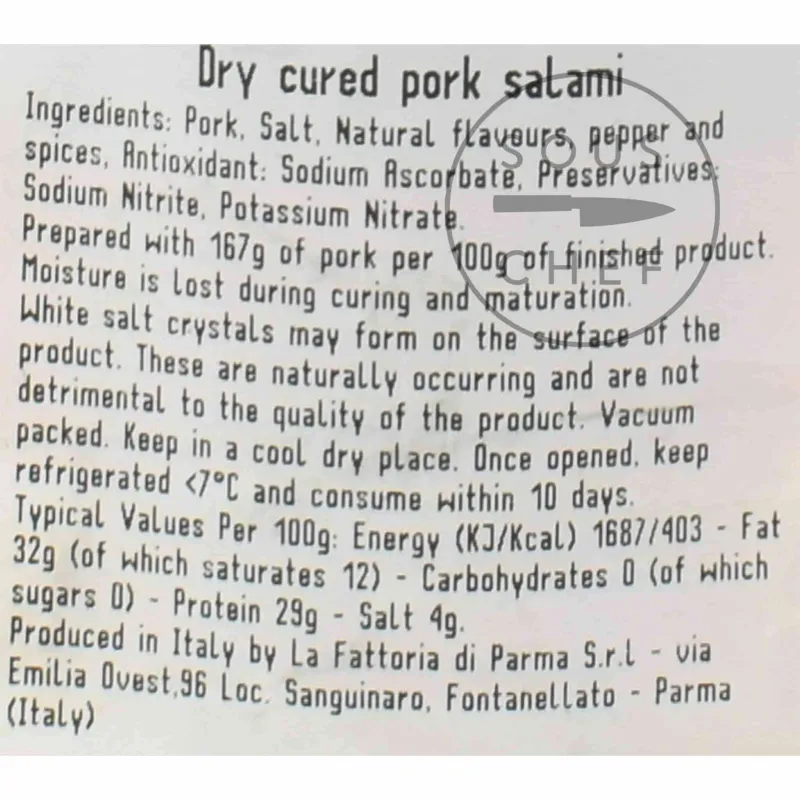 Dry cured pork salami
Ingredients: Pork, Salt, Natural flavours, pepper and
spices, Antioxidant: Sodium Ascorbate, Preservatives:
Sodium Nitrite, Potassium Nitrate.
Prepared with 167g of pork per 100g of finished product.
Moisture is lost during curing and maturation.
White salt crystals may form on the surface of the
product. These are naturally occurring and are not
detrimental to the quality of the product. Vacuum
packed. Keep in a cool dry place. Once opened, keep
refrigerated <7°C and consume within 10 days.
Typical Values Per 100g: Energy (KJ/Kcal) 1687/403 - Fat
32g (of which saturates 12) - Carbohydrates 0 (of which
sugars 0) - Protein 29g - Salt 4g.
Produced in Italy by La Fattoria di Parma S.r.l - via
Emilia Ovest,96 Loc. Sanguinaro, Fontanellato - Parma
(Italy)
SOUS
CHEF